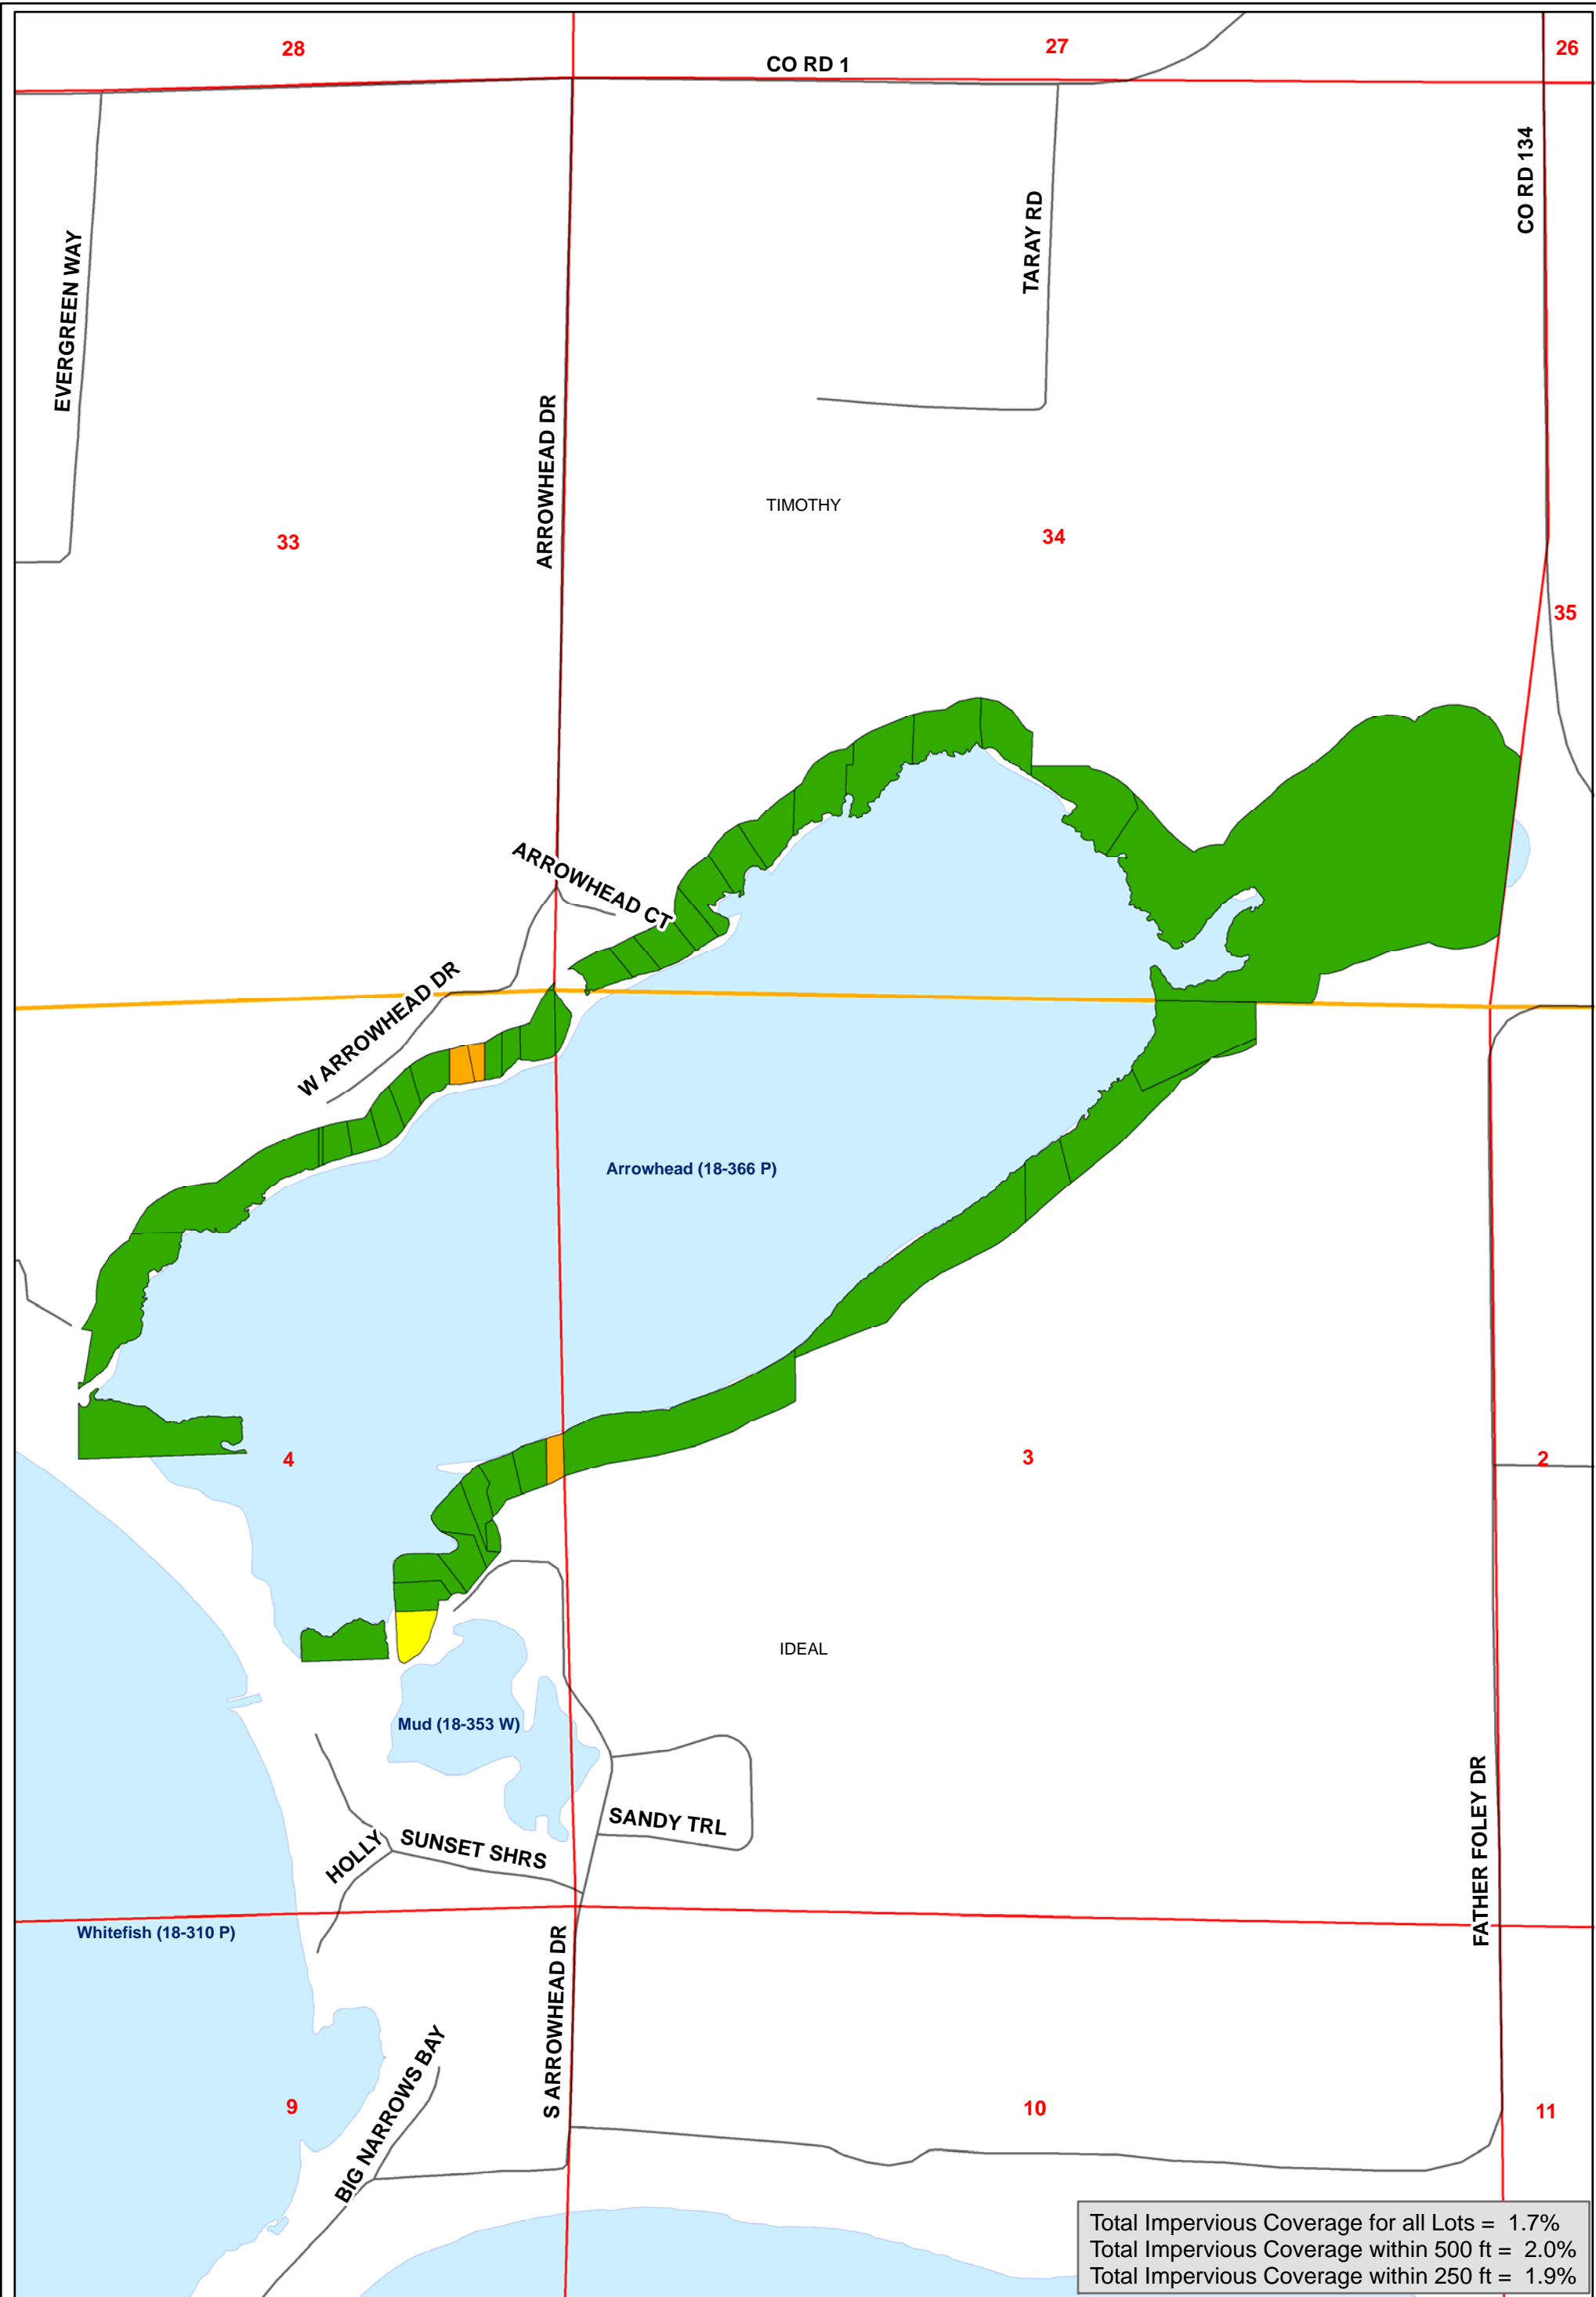 28
27
26
CO RD 1
CO RD 134
TARAY RD
EVERGREEN WAY
ARROWHEAD DR
TIMOTHY
33
34
35
ARROWHEAD CT
W ARROWHEAD DR
Arrowhead (18-366 P)
4
3
2
IDEAL
Mud (18-353 W)
SANDY TRL
SUNSET SHRS
HOLLY
FATHER FOLEY DR
Whitefish (18-310 P)
S ARROWHEAD DR
BIG NARROWS BAY
9
10
11
Total Impervious Coverage for all Lots = 1.7%
Total Impervious Coverage within 500 ft = 2.0%
Total Impervious Coverage within 250 ft = 1.9%